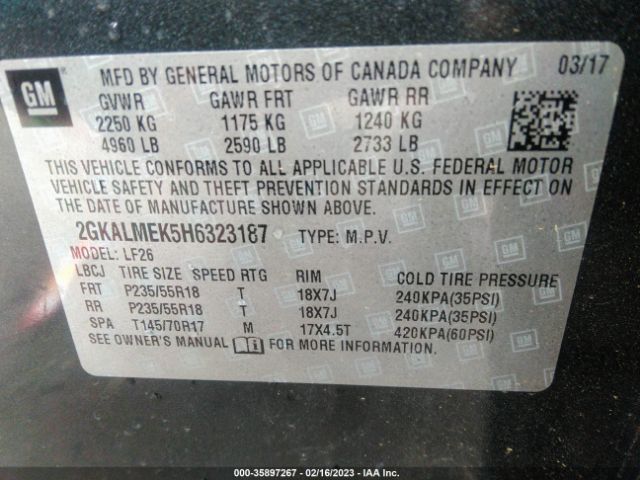 GM
MFD BY GENERAL MOTORS OF CANADA COMPANY 03/17
GVWR GAWR FRT GAWR RR
2250 KG 1175 KG 1240 KG
4960 LB 2590 LB 2733 LB
THIS VEHICLE CONFORMS TO ALL APPLICABLE U.S. FEDERAL MOTOR
VEHICLE SAFETY AND THEFT PREVENTION STANDARDS IN EFFECT ON
THE DATE OF MANUFACTURE SHOWN ABOVE.
2GKALMEK5H6323187 TYPE: M.P.V.
MODEL: LF26
LBCJ TIRE SIZE SPEED RTG RIM COLD TIRE PRESSURE
FRT P235/55R18 T 18X7J 240KPA(35PSI)
RR P235/55R18 T 18X7J 240KPA(35PSI)
SPA T145/70R17 M 17X4.5T 420KPA(60PSI)
SEE OWNER'S MANUAL FOR MORE INFORMATION.
000-35897267 - 02/16/2023 - IAA Inc.